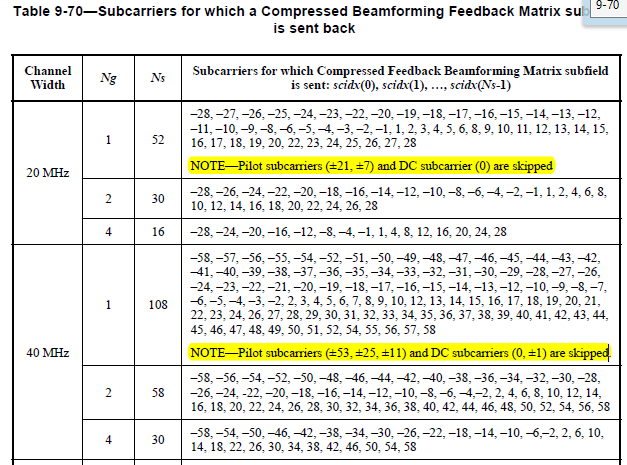 Table 9-70—Subcarriers for which a Compressed Beamforming Feedback Matrix sub
9-70
is sent back
Channel Width
Ng
Ns
Subcarriers for which Compressed Feedback Beamforming Matrix subfield
is sent: scidx(0), scidx(1), …, scidx(Ns-1)
20 MHz
1
52
–28, –27, –26, –25, –24, –23, –22, –20, –19, –18, –17, –16, –15, –14, –13, –12,
–11, –10, –9, –8, –6, –5, –4, –3, –2, –1, 1, 2, 3, 4, 5, 6, 8, 9, 10, 11, 12, 13, 14, 15,
16, 17, 18, 19, 20, 22, 23, 24, 25, 26, 27, 28
NOTE—Pilot subcarriers (±21, ±7) and DC subcarrier (0) are skipped
2
30
–28, –26, –24, –22, –20, –18, –16, –14, –12, –10, –8, –6, –4, –2, –1, 1, 2, 4, 6, 8,
10, 12, 14, 16, 18, 20, 22, 24, 26, 28
4
16
–28, –24, –20, –16, –12, –8, –4, –1, 1, 4, 8, 12, 16, 20, 24, 28
40 MHz
1
108
–58, –57, –56, –55, –54, –52, –51, –50, –49, –48, –47, –46, –45, –44, –43, –42,
–41, –40, –39, –38, –37, –36, –35, –34, –33, –32, –31, –30, –29, –28, –27, –26,
–24, –23, –22, –21, –20, –19, –18, –17, –16, –15, –14, –13, –12, –10, –9, –8, –7,
–6, –5, –4, –3, –2, 2, 3, 4, 5, 6, 7, 8, 9, 10, 12, 13, 14, 15, 16, 17, 18, 19, 20, 21,
22, 23, 24, 26, 27, 28, 29, 30, 31, 32, 33, 34, 35, 36, 37, 38, 39, 40, 41, 42, 43, 44,
45, 46, 47, 48, 49, 50, 51, 52, 54, 55, 56, 57, 58
NOTE—Pilot subcarriers (±53, ±25, ±11) and DC subcarriers (0, ±1) are skipped
2
58
–58, –56, –54, –52, –50, –48, –46, –44, –42, –40, –38, –36, –34, –32, –30, –28,
–26, –24, -22, –20, –18, –16, –14, –12, –10, –8, –6, –4,–2, 2, 4, 6, 8, 10, 12, 14,
16, 18, 20, 22, 24, 26, 28, 30, 32, 34, 36, 38, 40, 42, 44, 46, 48, 50, 52, 54, 56, 58
4
30
–58, –54, –50, –46, –42, –38, –34, –30, –26, –22, –18, –14, –10, –6,–2, 2, 6, 10,
14, 18, 22, 26, 30, 34, 38, 42, 46, 50, 54, 58